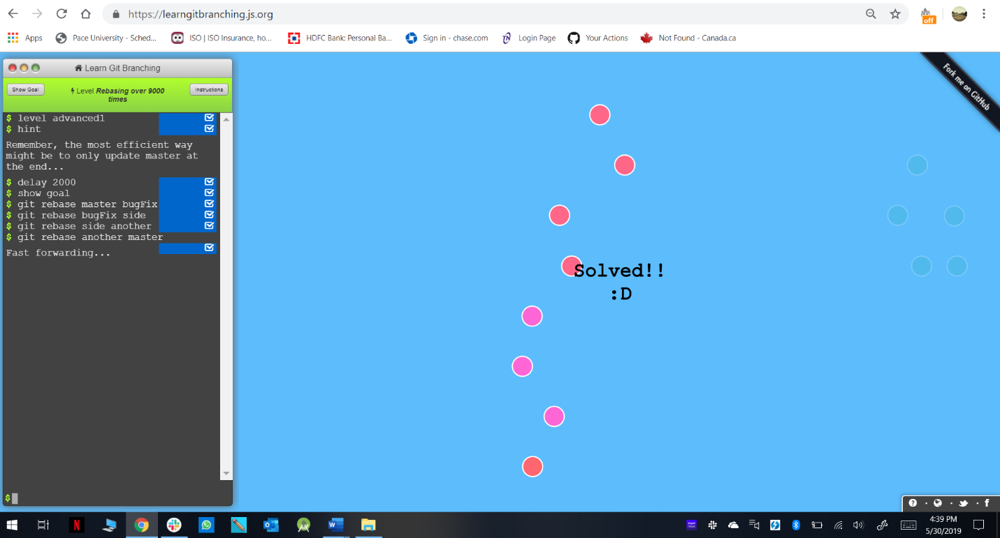 https://learngitbranching.js.org
off
Apps
Pace University - Sched...
ISO | ISO Insurance, ho...
HDFC Bank: Personal Ba...
Sign in - chase.com
Login Page
Your Actions
Not Found - Canada.ca
Learn Git Branching
Show Goal
Level Rebasing over 9000
times
Instructions
$ level advanced1
$ hint
Remember, the most efficient way
might be to only update master at
the end...
$ delay 2000
$ show goal
$ git rebase master bugFix
$ git rebase bugFix side
$ git rebase side another
$ git rebase another master
Fast forwarding...
$
Fork me on GitHub
Solved!!
:D
4:39 PM
5/30/2019